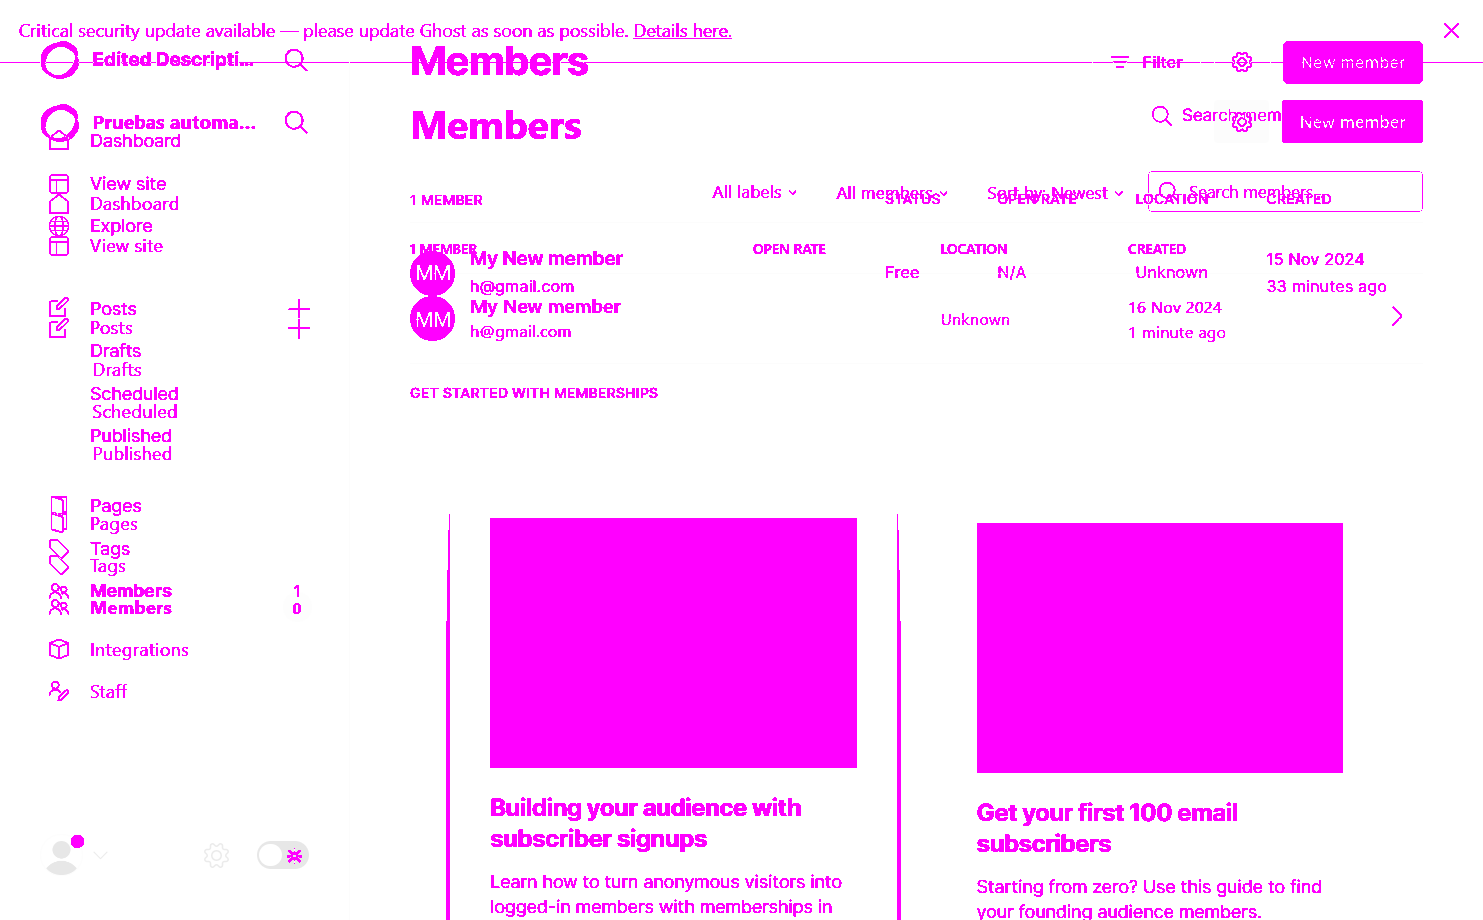 Critical security update available — please update Ghost as soon as possible. Details here.
Edited Descripti...
Members
Filter
New member
Pruebas automa...
Members
Search mem
New member
Dashboard
View site
All labels
All members
Sort by: Newest
Search members...
1 MEMBER
STATUS
OPEN RATE
LOCATION
CREATED
Dashboard
Explore
View site
1 MEMBER
OPEN RATE
LOCATION
CREATED
MM
My New member
h@gmail.com
Free
N/A
Unknown
15 Nov 2024
33 minutes ago
Posts
MM
My New member
h@gmail.com
Unknown
16 Nov 2024
1 minute ago
Posts
Drafts
Drafts
Scheduled
Scheduled
GET STARTED WITH MEMBERSHIPS
Published
Published
Pages
Pages
Tags
Tags
Members 1
Members 0
Integrations
Staff
Building your audience with
subscriber signups
Learn how to turn anonymous visitors into
logged-in members with memberships in
Get your first 100 email
subscribers
Starting from zero? Use this guide to find
your founding audience members.